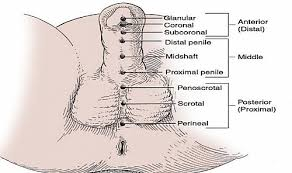 Glanular
Coronal
Subcoronal
Anterior
(Distal)
Distal penile
Midshaft
Middle
Proximal penile
Penoscrotal
Scrotal
Posterior
(Proximal)
Perineal